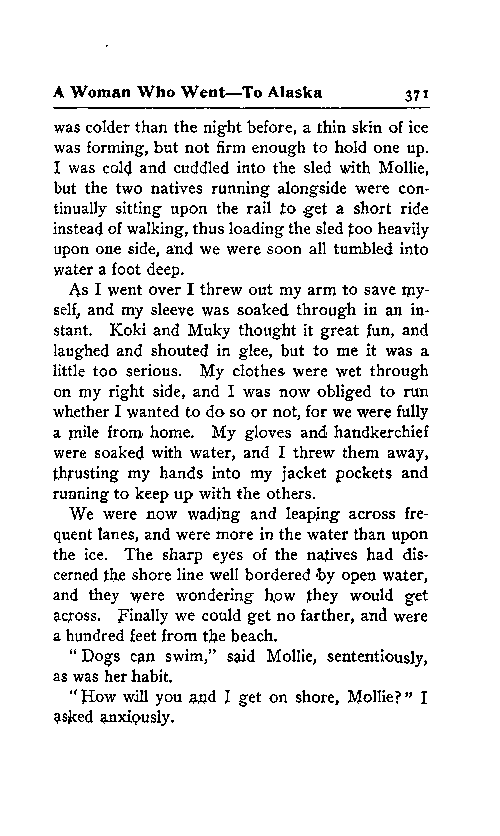 A Woman Who Went—To Alaska 371
was colder than the night before, a thin skin of ice
was forming, but not firm enough to hold one up.
I was cold and cuddled into the sled with Mollie,
but the two natives running alongside were con-
tinually sitting upon the rail to get a short ride
instead of walking, thus loading the sled too heavily
upon one side, and we were soon all tumbled into
water a foot deep.
As I went over I threw out my arm to save my-
self, and my sleeve was soaked through in an in-
stant. Koki and Muky thought it great fun, and
laughed and shouted in glee, but to me it was a
little too serious. My clothes were wet through
on my right side, and I was now obliged to run
whether I wanted to do so or not, for we were fully
a mile from home. My gloves and handkerchief
were soaked with water, and I threw them away,
thrusting my hands into my jacket pockets and
running to keep up with the others.
We were now wading and leaping across fre-
quent lanes, and were more in the water than upon
the ice. The sharp eyes of the natives had dis-
cerned the shore line well bordered by open water,
and they were wondering how they would get
across. Finally we could get no farther, and were
a hundred feet from the beach.
"Dogs can swim," said Mollie, sententiously,
as was her habit.
"How will you and I get on shore, Mollie?" I
asked anxiously.